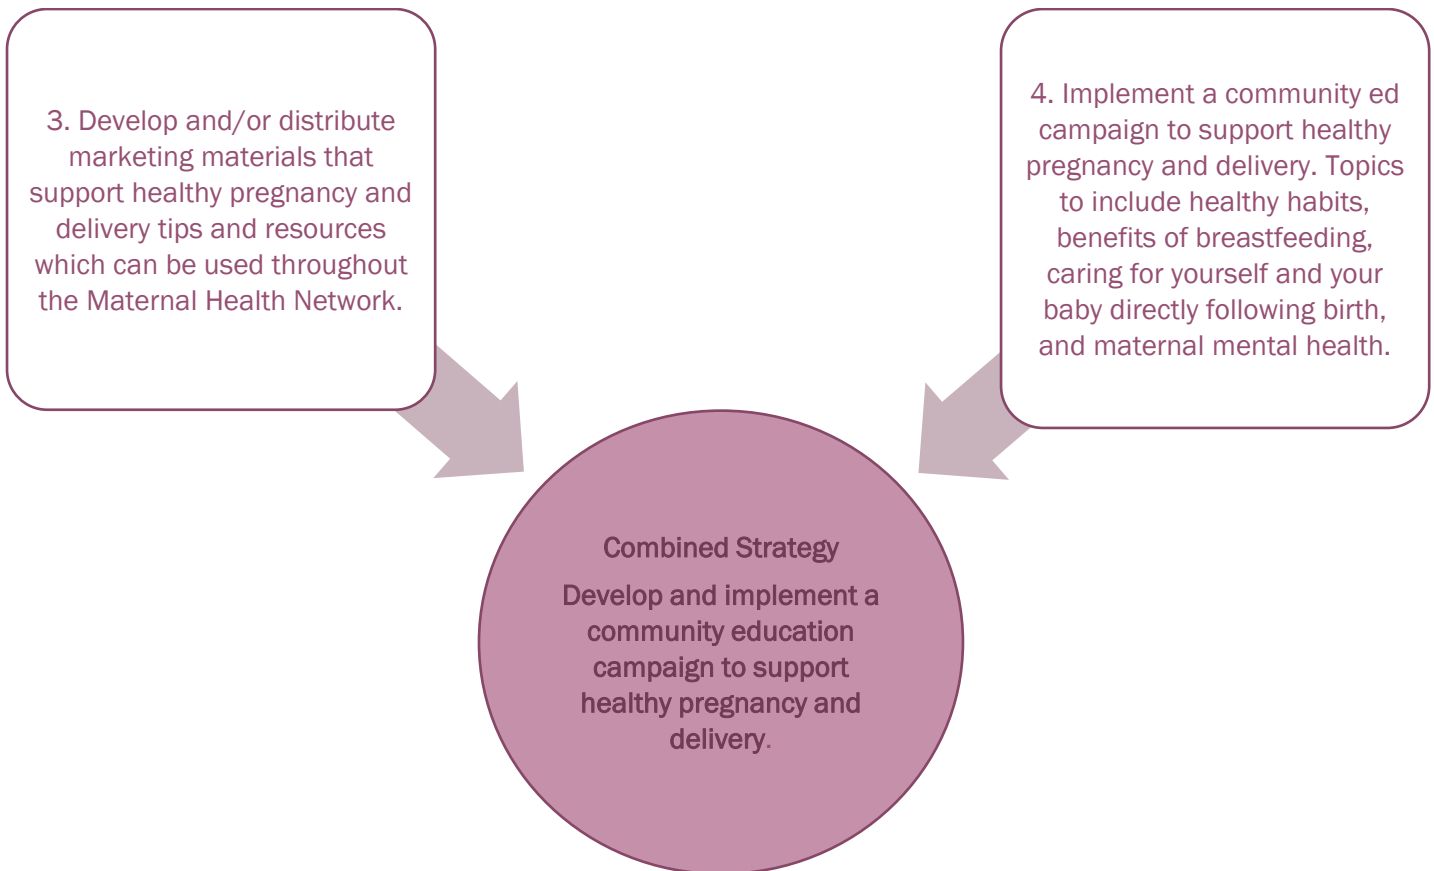 3. Develop and/or distribute
marketing materials that
support healthy pregnancy and
delivery tips and resources
which can be used throughout
the Maternal Health Network.
4. Implement a community ed
campaign to support healthy
pregnancy and delivery. Topics
to include healthy habits,
benefits of breastfeeding,
caring for yourself and your
baby directly following birth,
and maternal mental health.
Combined Strategy
Develop and implement a
community education
campaign to support
healthy pregnancy and
delivery.